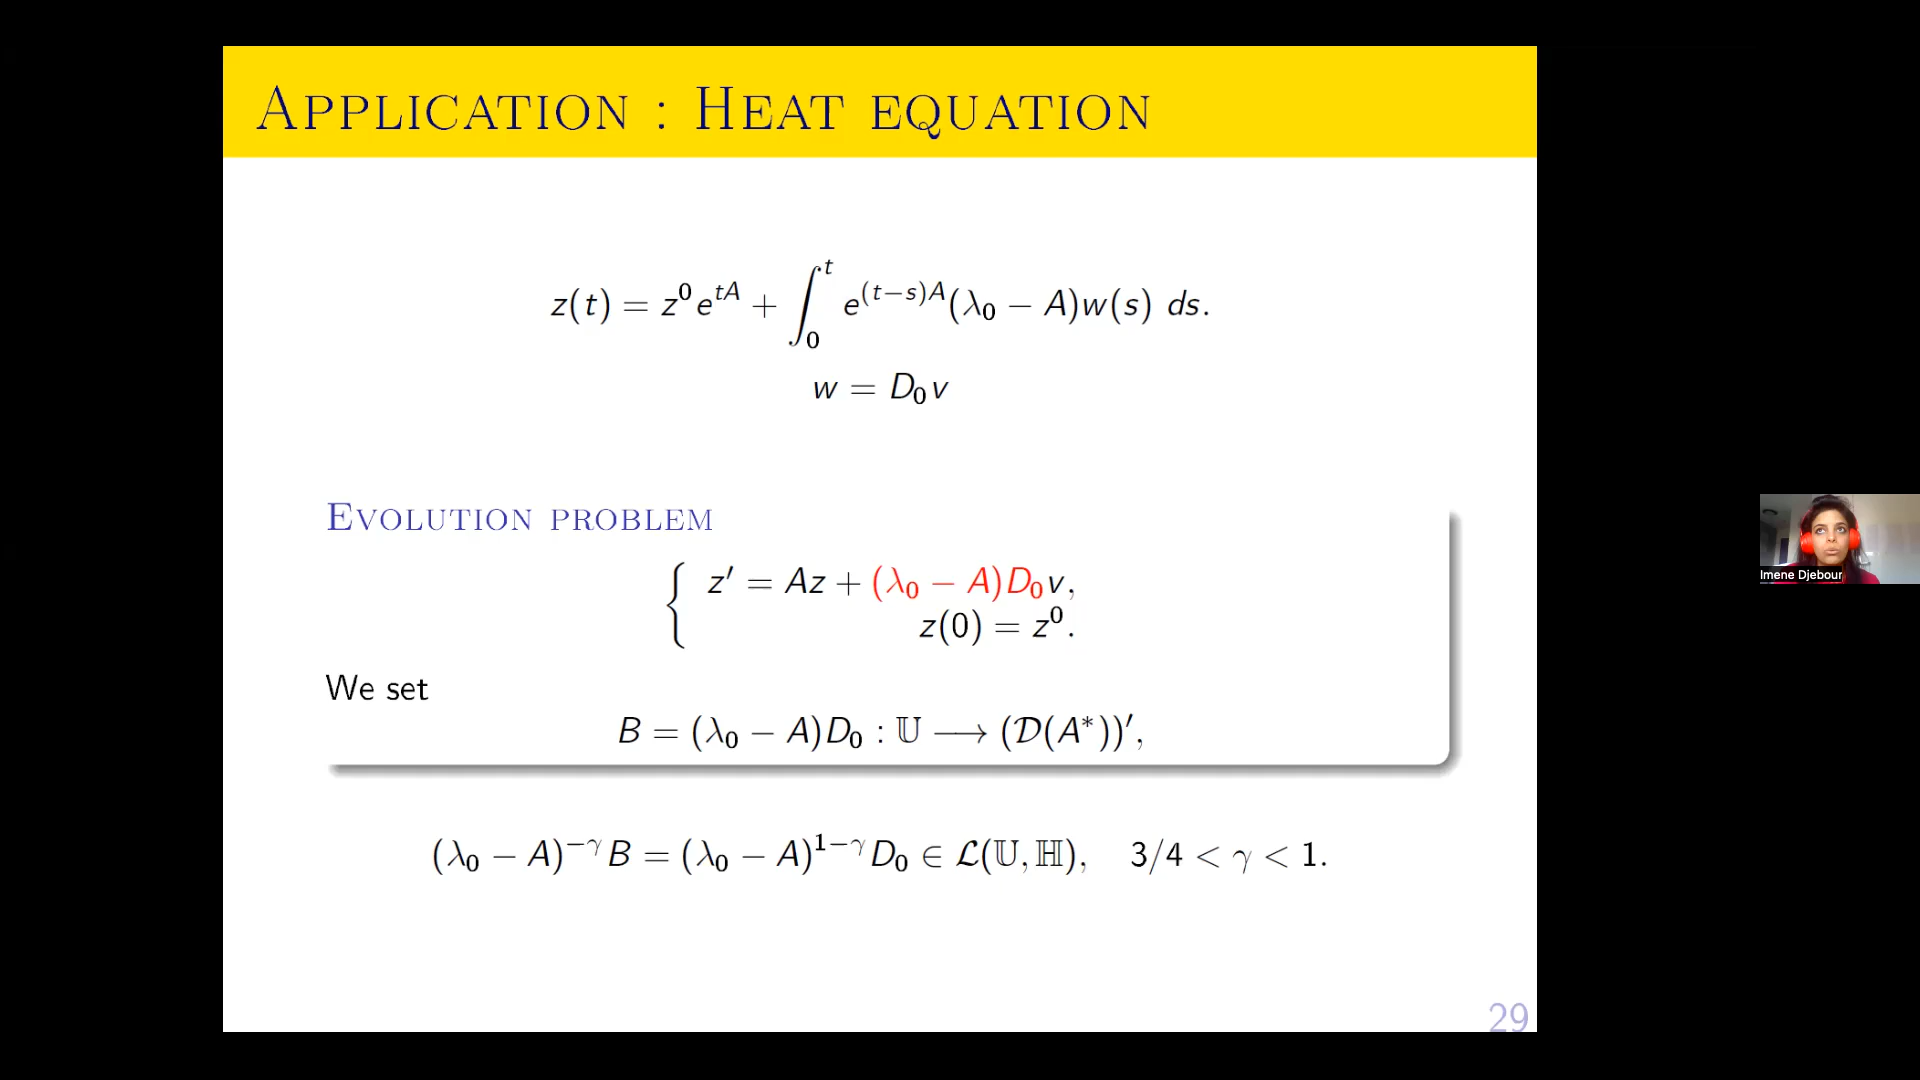 APPLICATION : HEAT EQUATION
z(t) = z⁰e^{tA} + ∫₀ᵗ e^{(t−s)A}(λ₀ − A)w(s) ds.
w = D₀v
EVOLUTION PROBLEM
{ z′ = Az + (λ₀ − A)D₀v,
z(0) = z⁰.
We set
B = (λ₀ − A)D₀ : 𝕌 ⟶ (𝒟(A*))′,
(λ₀ − A)^{−γ}B = (λ₀ − A)^{1−γ}D₀ ∈ ℒ(𝕌, ℍ), 3/4 < γ < 1.
29
Imene Djebour